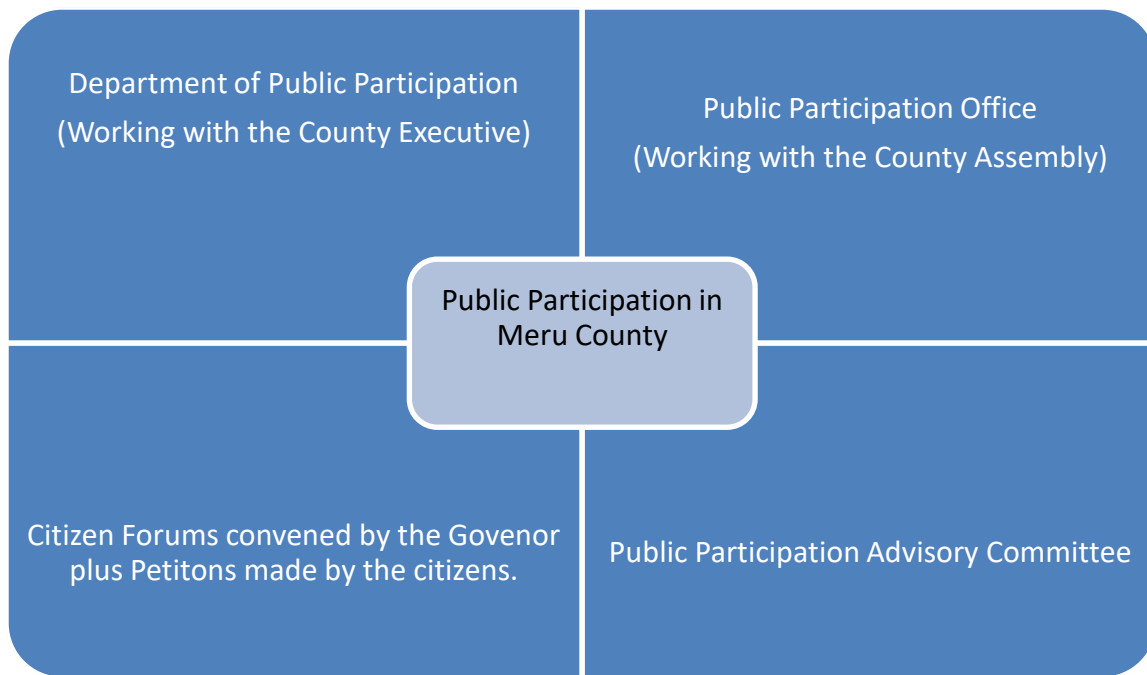 Department of Public Participation
(Working with the County Executive)
Public Participation Office
(Working with the County Assembly)
Public Participation in
Meru County
Citizen Forums convened by the Govenor
plus Petitons made by the citizens.
Public Participation Advisory Committee